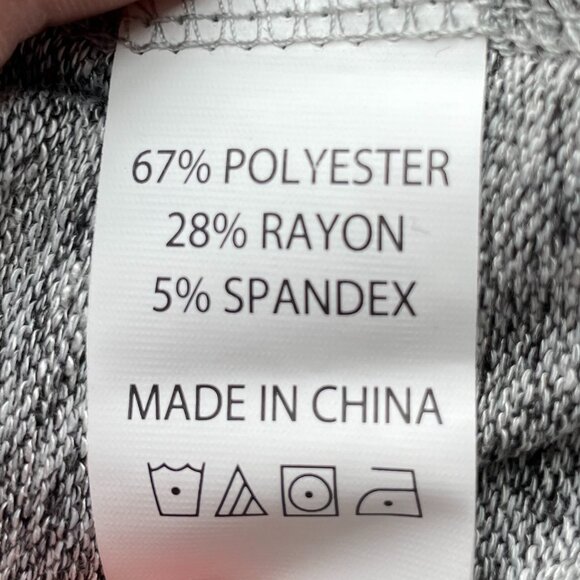 67% POLYESTER
28% RAYON
5% SPANDEX
MADE IN CHINA